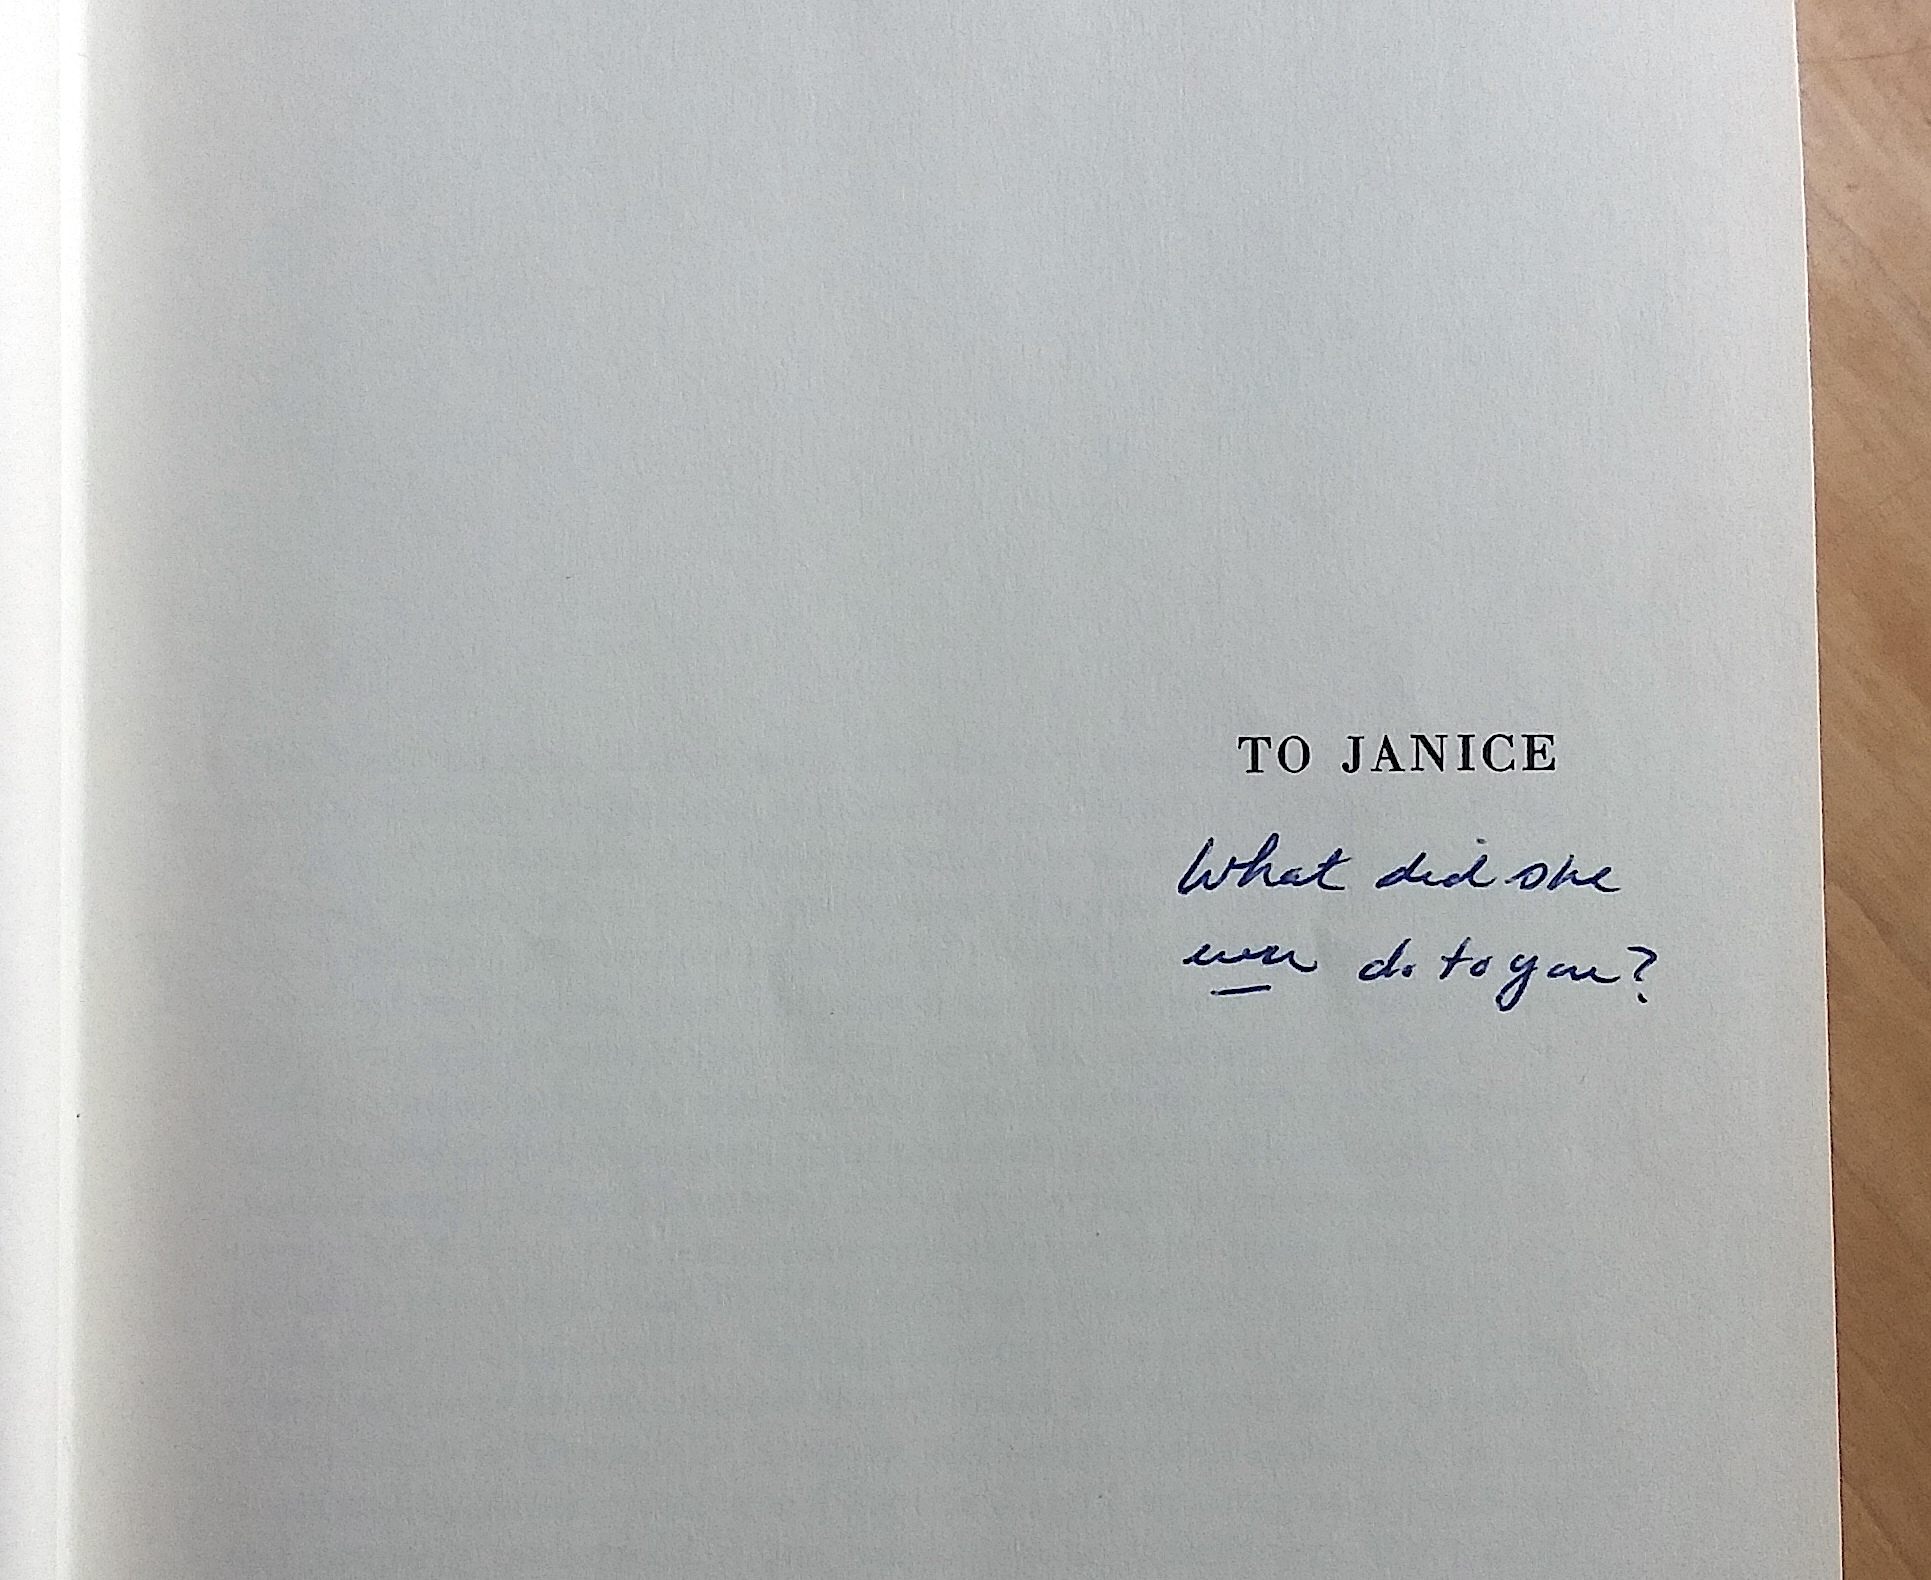 TO JANICE
What did she
ever do to you?